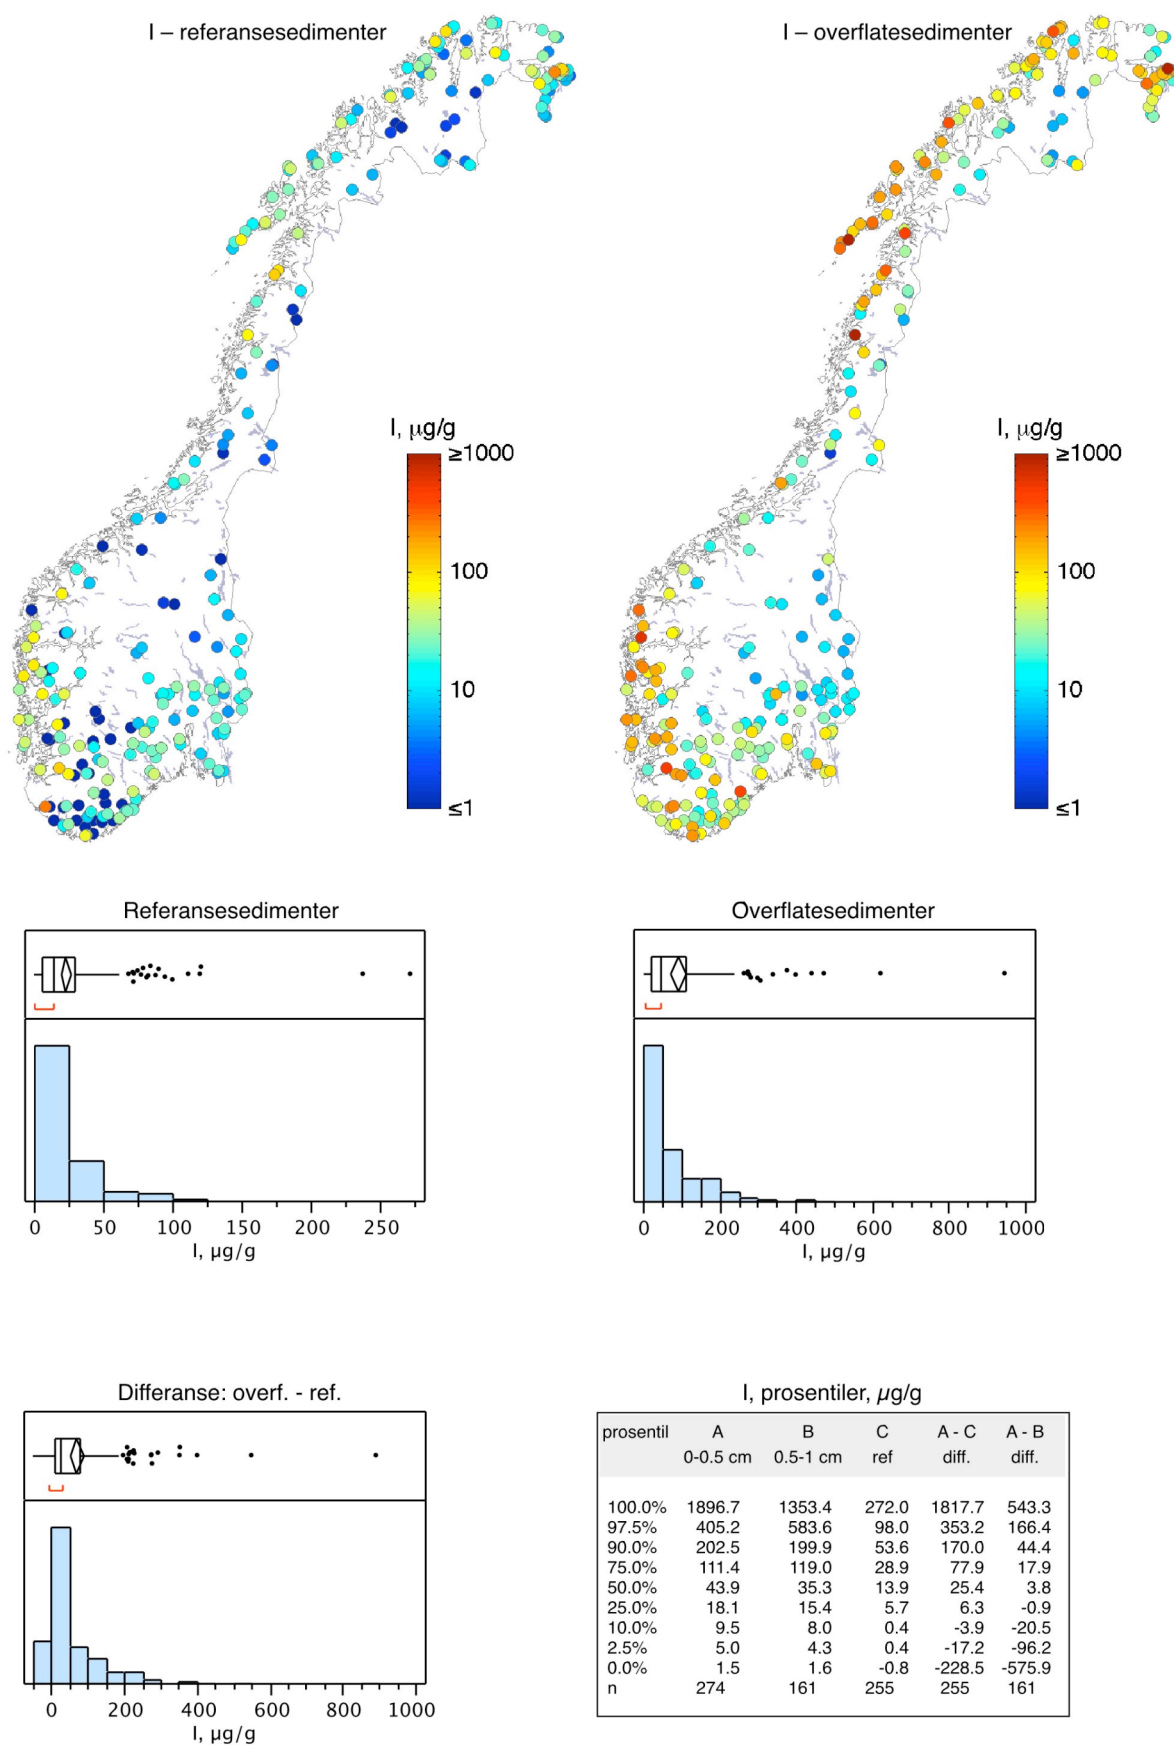 I – referansesedimenter
I – overflatesedimenter
I, μg/g
≥1000
100
10
≤1
I, μg/g
≥1000
100
10
≤1
Referansesedimenter
0 50 100 150 200 250
I, μg/g
Overflatesedimenter
0 200 400 600 800 1000
I, μg/g
Differanse: overf. - ref.
0 200 400 600 800 1000
I, μg/g
I, prosentiler, μg/g
prosentil A B C A - C A - B
0-0.5 cm 0.5-1 cm ref diff. diff.
100.0% 1896.7 1353.4 272.0 1817.7 543.3
97.5% 405.2 583.6 98.0 353.2 166.4
90.0% 202.5 199.9 53.6 170.0 44.4
75.0% 111.4 119.0 28.9 77.9 17.9
50.0% 43.9 35.3 13.9 25.4 3.8
25.0% 18.1 15.4 5.7 6.3 -0.9
10.0% 9.5 8.0 0.4 -3.9 -20.5
2.5% 5.0 4.3 0.4 -17.2 -96.2
0.0% 1.5 1.6 -0.8 -228.5 -575.9
n 274 161 255 255 161